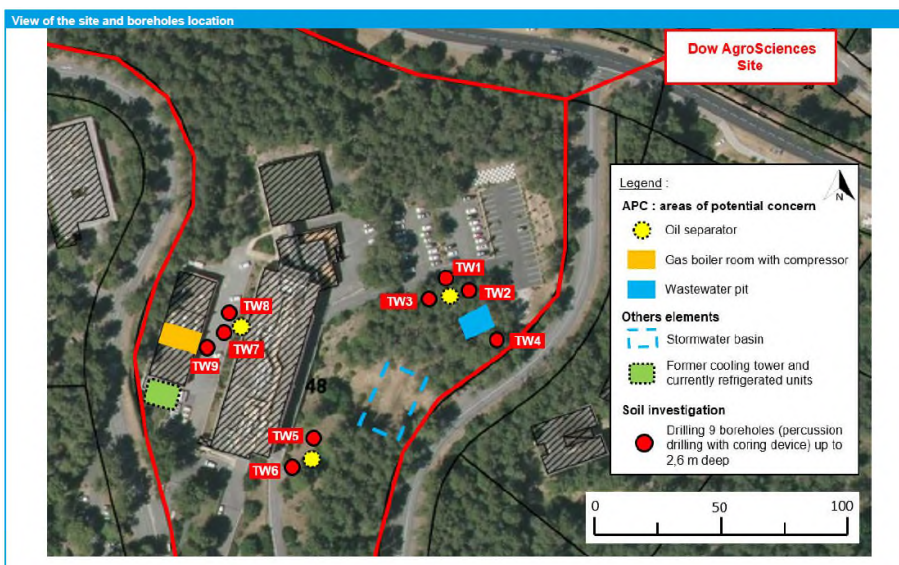 View of the site and boreholes location
Dow AgroSciences
Site
Legend :
N
APC : areas of potential concern
Oil separator
Gas boiler room with compressor
Wastewater pit
Others elements
Stormwater basin
Former cooling tower and
currently refrigerated units
Soil investigation
Drilling 9 boreholes (percussion
drilling with coring device) up to
2,6 m deep
TW1
TW2
TW3
TW4
TW8
TW7
TW9
48
TW5
TW6
0
50
100